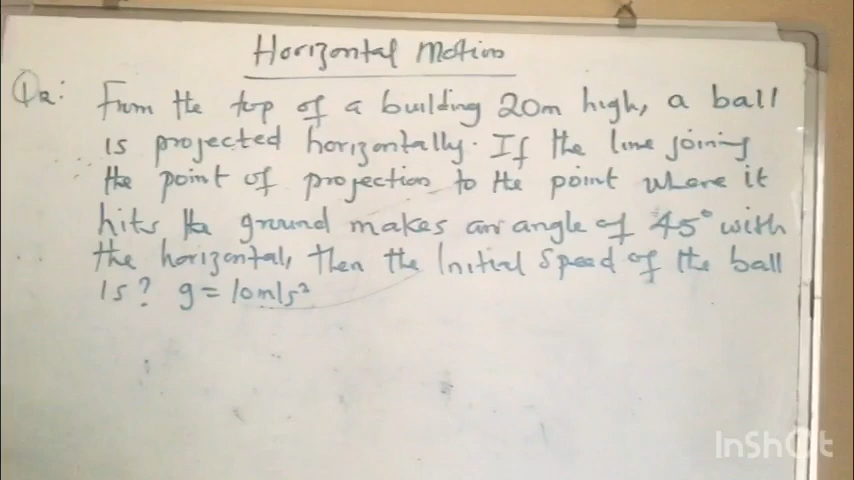 Horizontal Motion
Qn: From the top of a building 20m high, a ball
is projected horizontally. If the line joining
the point of projection to the point where it
hits the ground makes an angle of 45° with
the horizontal, then the Initial Speed of the ball
is? g = 10m/s²
InShOt